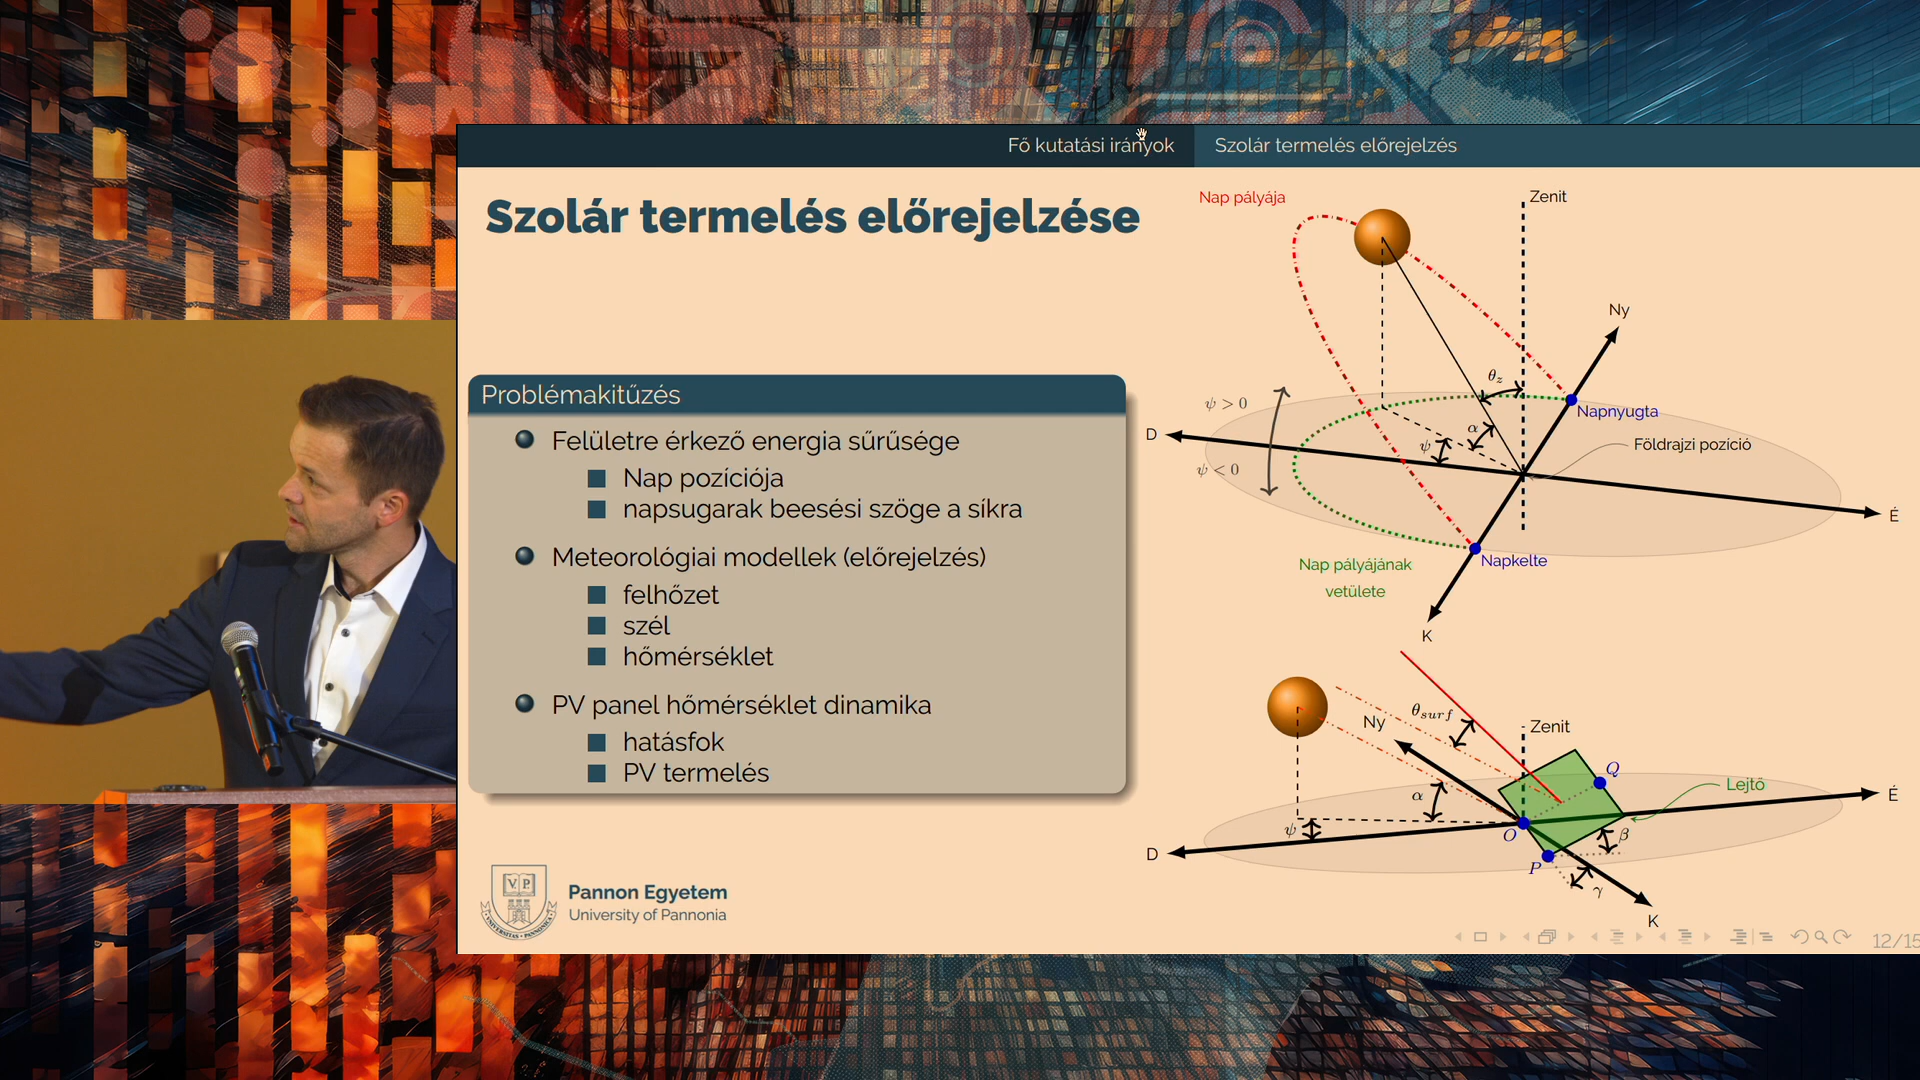 Fő kutatási irányok
Szolár termelés előrejelzés
Szolár termelés előrejelzése
Problémakitűzés
Felületre érkező energia sűrűsége
Nap pozíciója
napsugarak beesési szöge a síkra
Meteorológiai modellek (előrejelzés)
felhőzet
szél
hőmérséklet
PV panel hőmérséklet dinamika
hatásfok
PV termelés
Nap pályája
Zenit
Ny
θz
ψ > 0
Napnyugta
D
α
ψ
Földrajzi pozíció
ψ < 0
É
Nap pályájának
vetülete
Napkelte
K
θsurf
Ny
Zenit
Q
Lejtő
α
É
ψ
O
β
D
P
γ
K
VP
Pannon Egyetem
University of Pannonia
12/15